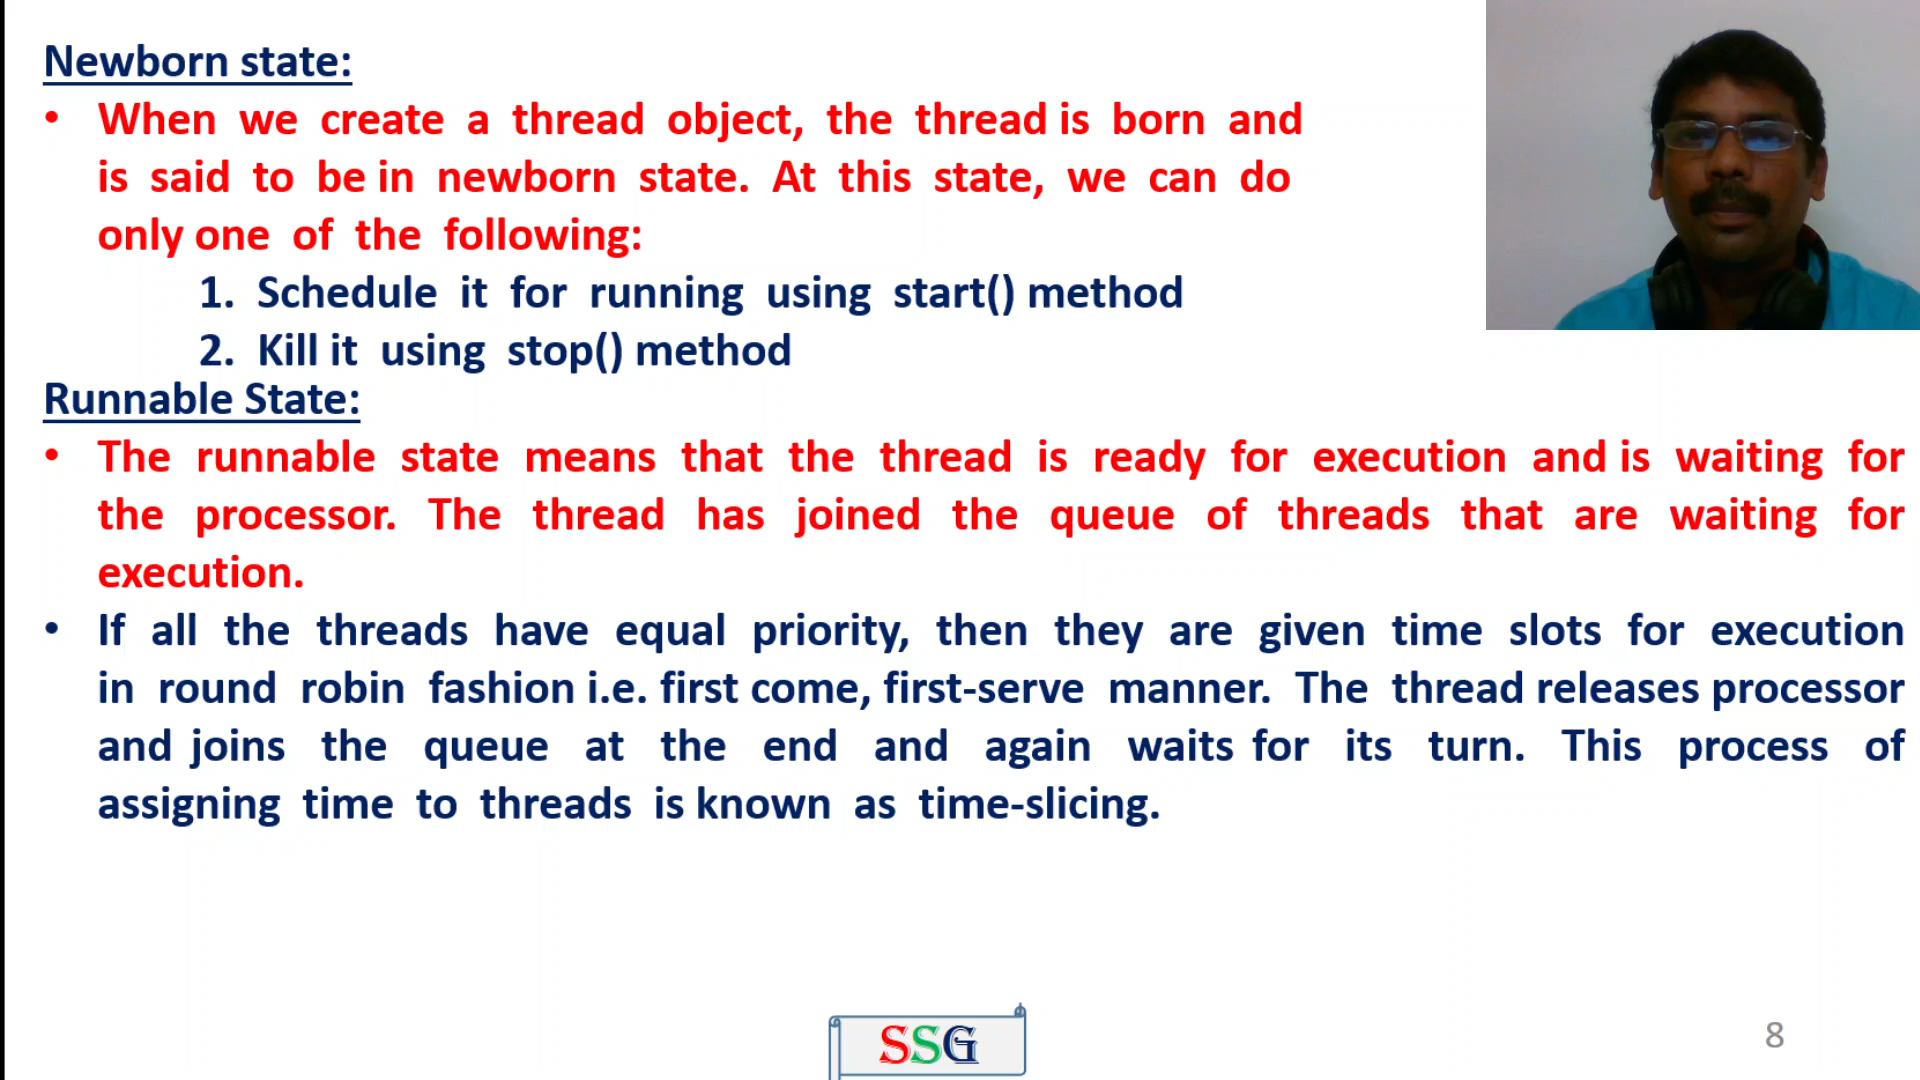 Newborn state:
• When we create a thread object, the thread is born and
is said to be in newborn state. At this state, we can do
only one of the following:
1. Schedule it for running using start() method
2. Kill it using stop() method
Runnable State:
• The runnable state means that the thread is ready for execution and is waiting for
the processor. The thread has joined the queue of threads that are waiting for
execution.
• If all the threads have equal priority, then they are given time slots for execution
in round robin fashion i.e. first come, first-serve manner. The thread releases processor
and joins the queue at the end and again waits for its turn. This process of
assigning time to threads is known as time-slicing.
SSG
8